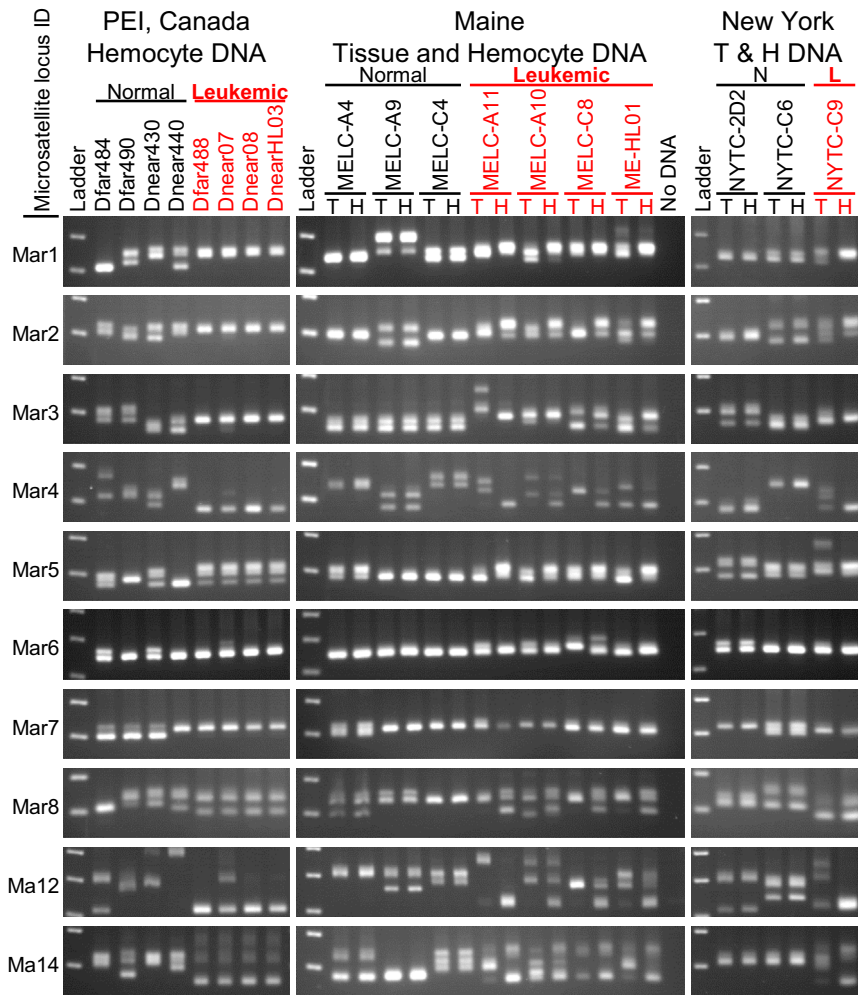 Microsatellite locus ID
PEI, Canada
Hemocyte DNA
Normal
Leukemic
Ladder
Dfar484
Dfar490
Dnear430
Dnear440
Dfar488
Dnear07
Dnear08
DnearHL03
Maine
Tissue and Hemocyte DNA
Normal
Leukemic
Ladder
MELC-A4
MELC-A9
MELC-C4
MELC-A11
MELC-A10
MELC-C8
ME-HL01
No DNA
T H T H T H T H T H T H T H
New York
T & H DNA
N
L
Ladder
NYTC-2D2
NYTC-C6
NYTC-C9
T H T H T H
Mar1
Mar2
Mar3
Mar4
Mar5
Mar6
Mar7
Mar8
Ma12
Ma14